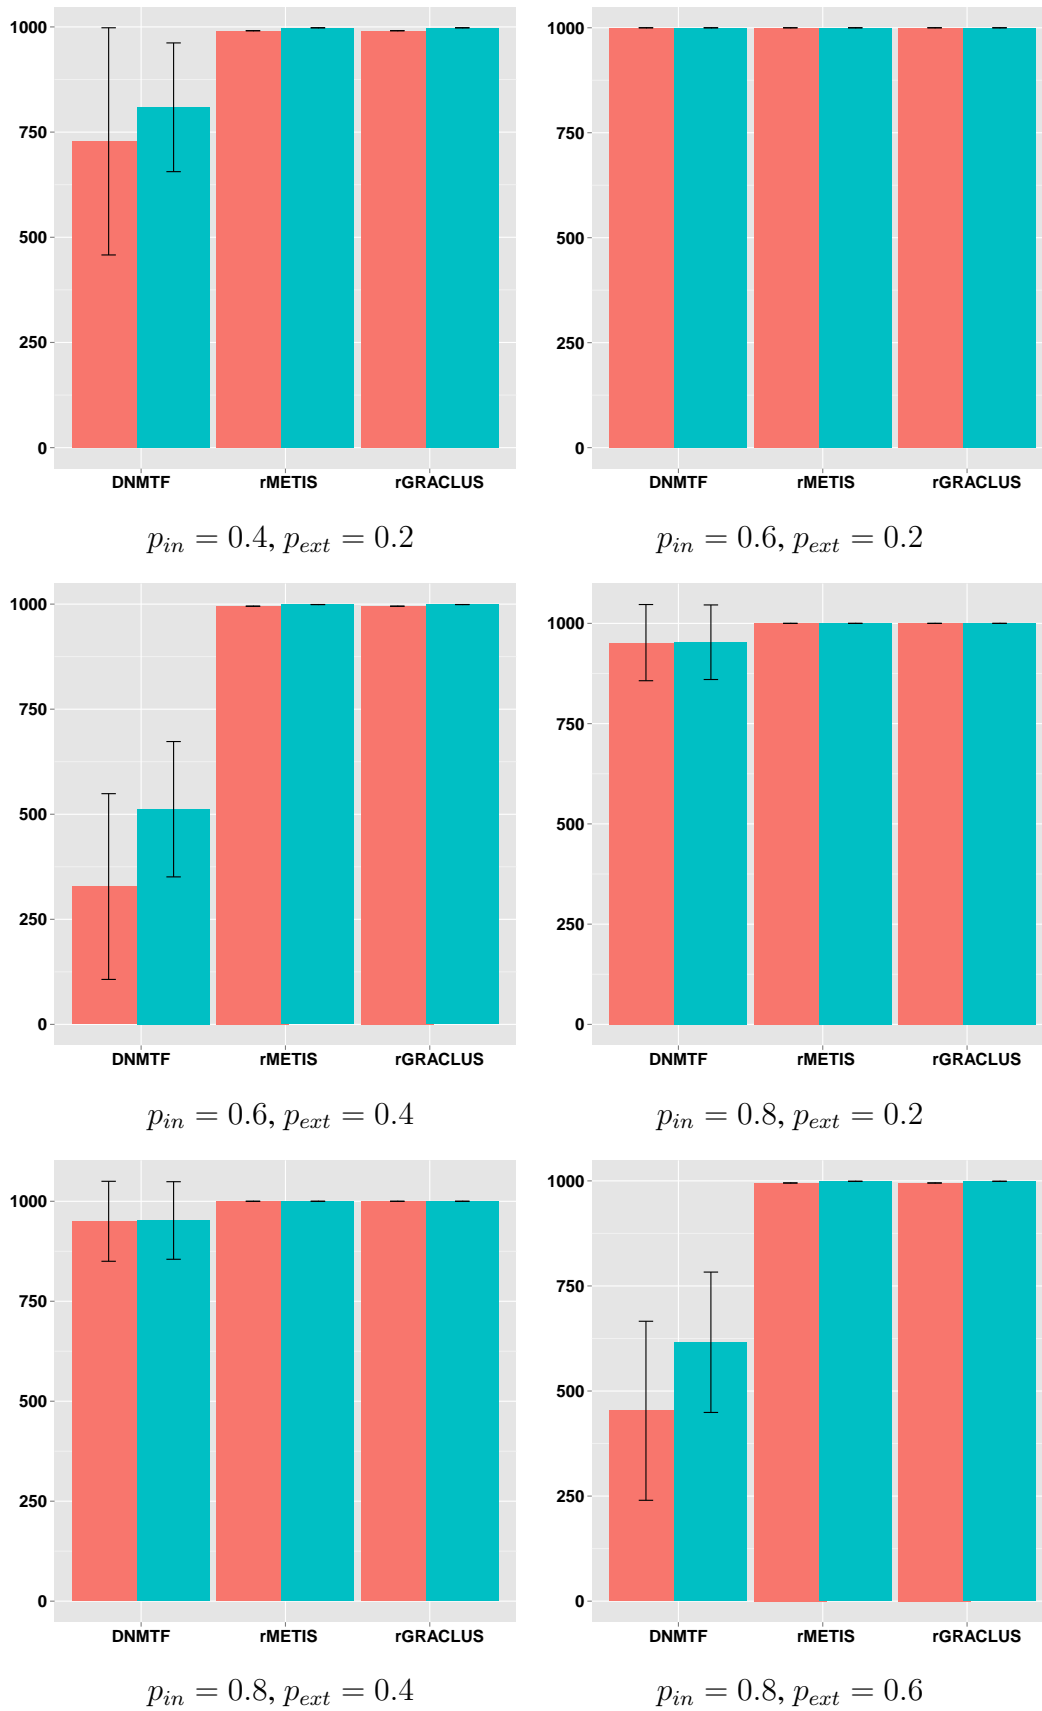 1000
750
500
250
0
DNMTF rMETIS rGRACLUS
p_in = 0.4, p_ext = 0.2
1000
750
500
250
0
DNMTF rMETIS rGRACLUS
p_in = 0.6, p_ext = 0.2
1000
750
500
250
0
DNMTF rMETIS rGRACLUS
p_in = 0.6, p_ext = 0.4
1000
750
500
250
0
DNMTF rMETIS rGRACLUS
p_in = 0.8, p_ext = 0.2
1000
750
500
250
0
DNMTF rMETIS rGRACLUS
p_in = 0.8, p_ext = 0.4
1000
750
500
250
0
DNMTF rMETIS rGRACLUS
p_in = 0.8, p_ext = 0.6